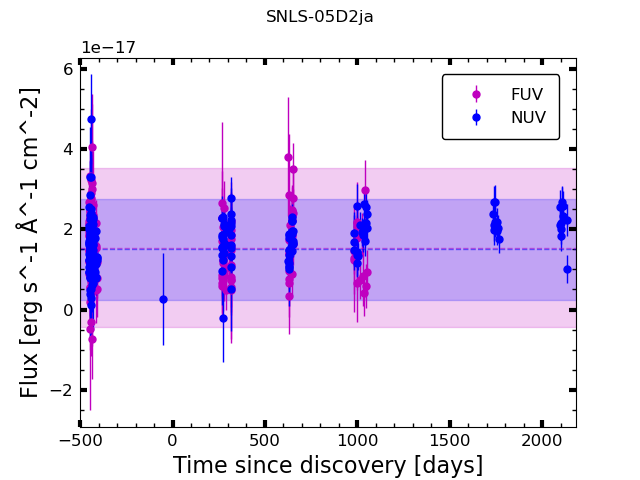 SNLS-05D2ja
1e−17
6
4
2
0
−2
Flux [erg s^-1 Å^-1 cm^-2]
FUV
NUV
−500 0 500 1000 1500 2000
Time since discovery [days]